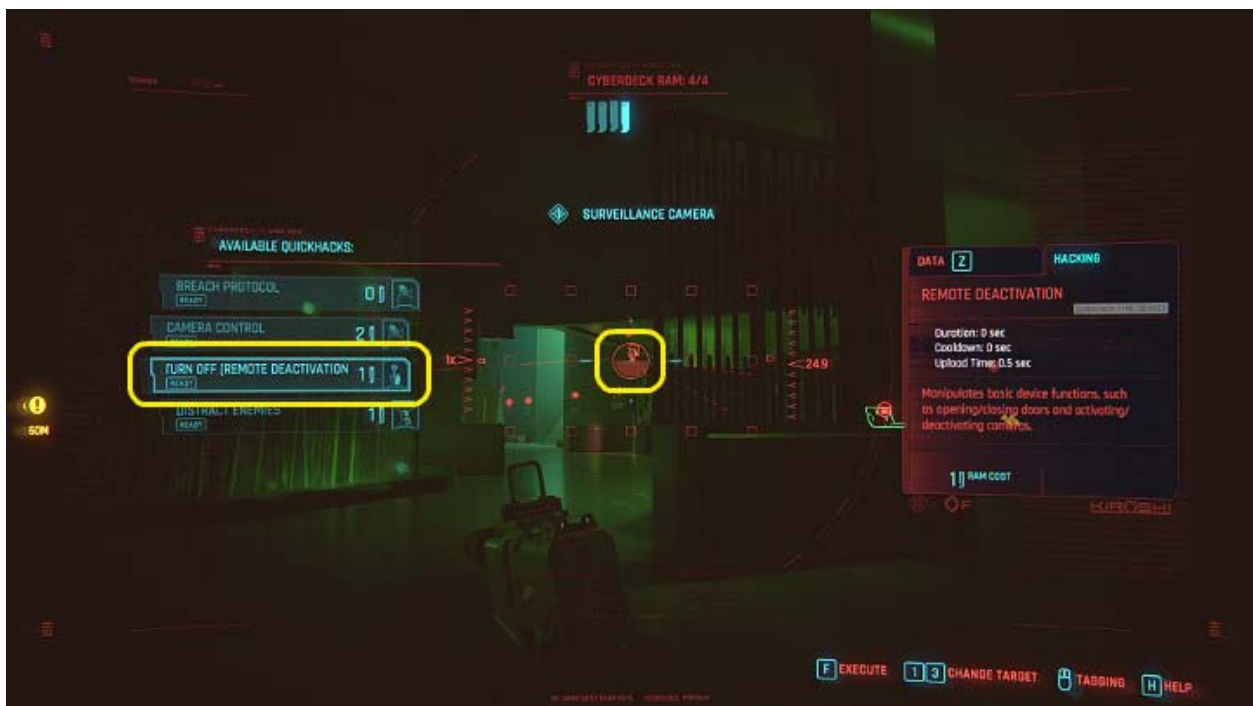 CYBERDECK RAM: 4/4
SURVEILLANCE CAMERA
AVAILABLE QUICKHACKS:
BREACH PROTOCOL 0
READY
CAMERA CONTROL 2
READY
TURN OFF [REMOTE DEACTIVATION 1
READY
DISTRACT ENEMIES 1
READY
1X
249
60M
DATA Z HACKING
REMOTE DEACTIVATION
Duration: 0 sec
Cooldown: 0 sec
Upload Time: 0.5 sec
Manipulates basic device functions, such
as opening/closing doors and activating/
deactivating cameras.
1 RAM COST
KIROSHI
F EXECUTE 1 3 CHANGE TARGET TAGGING H HELP